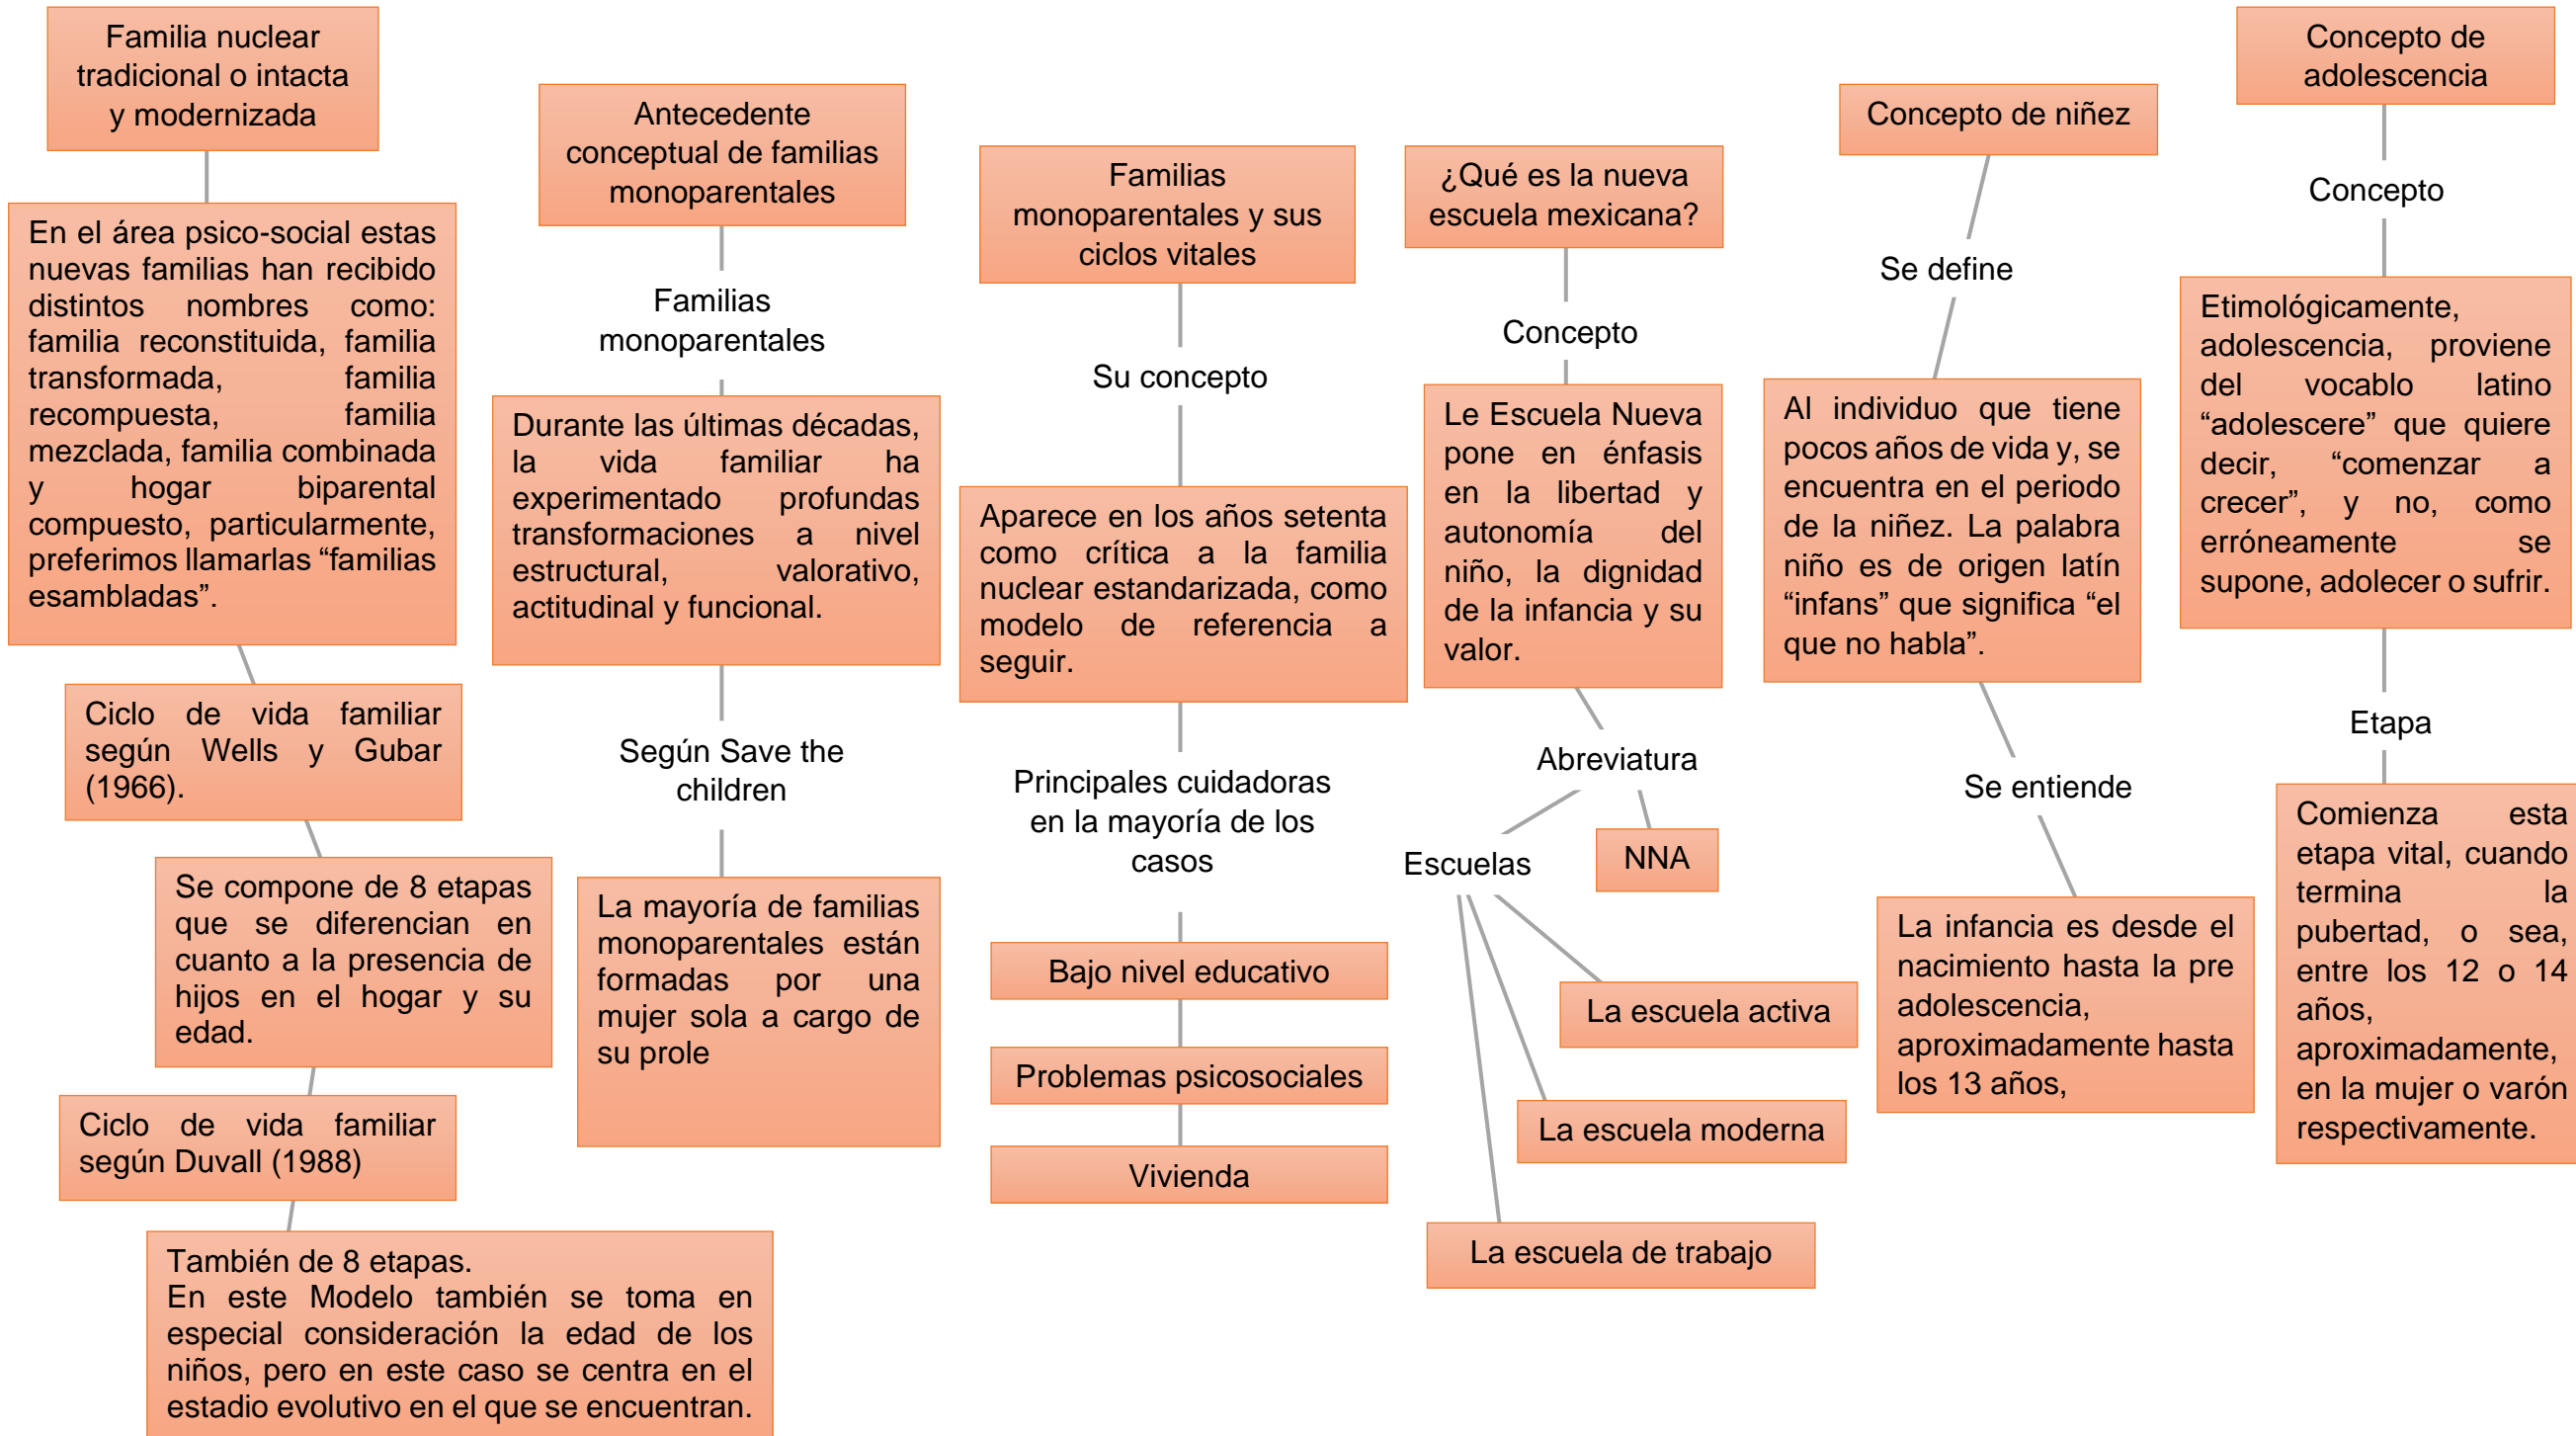 Familia nuclear
tradicional o intacta
y modernizada
En el área psico-social estas
nuevas familias han recibido
distintos nombres como:
familia reconstituida, familia
transformada, familia
recompuesta, familia
mezclada, familia combinada
y hogar biparental
compuesto, particularmente,
preferimos llamarlas “familias
esambladas”.
Ciclo de vida familiar
según Wells y Gubar
(1966).
Se compone de 8 etapas
que se diferencian en
cuanto a la presencia de
hijos en el hogar y su
edad.
Ciclo de vida familiar
según Duvall (1988)
También de 8 etapas.
En este Modelo también se toma en
especial consideración la edad de los
niños, pero en este caso se centra en el
estadio evolutivo en el que se encuentran.
Antecedente
conceptual de familias
monoparentales
Familias
monoparentales
Durante las últimas décadas,
la vida familiar ha
experimentado profundas
transformaciones a nivel
estructural, valorativo,
actitudinal y funcional.
Según Save the
children
La mayoría de familias
monoparentales están
formadas por una
mujer sola a cargo de
su prole
Familias
monoparentales y sus
ciclos vitales
Su concepto
Aparece en los años setenta
como crítica a la familia
nuclear estandarizada, como
modelo de referencia a
seguir.
Principales cuidadoras
en la mayoría de los
casos
Bajo nivel educativo
Problemas psicosociales
Vivienda
¿Qué es la nueva
escuela mexicana?
Concepto
Le Escuela Nueva
pone en énfasis
en la libertad y
autonomía del
niño, la dignidad
de la infancia y su
valor.
Abreviatura
NNA
Escuelas
La escuela activa
La escuela moderna
La escuela de trabajo
Concepto de niñez
Se define
Al individuo que tiene
pocos años de vida y, se
encuentra en el periodo
de la niñez. La palabra
niño es de origen latín
“infans” que significa “el
que no habla”.
Se entiende
La infancia es desde el
nacimiento hasta la pre
adolescencia,
aproximadamente hasta
los 13 años,
Concepto de
adolescencia
Concepto
Etimológicamente,
adolescencia, proviene
del vocablo latino
“adolescere” que quiere
decir, “comenzar a
crecer”, y no, como
erróneamente se
supone, adolecer o sufrir.
Etapa
Comienza esta
etapa vital, cuando
termina la
pubertad, o sea,
entre los 12 o 14
años,
aproximadamente,
en la mujer o varón
respectivamente.